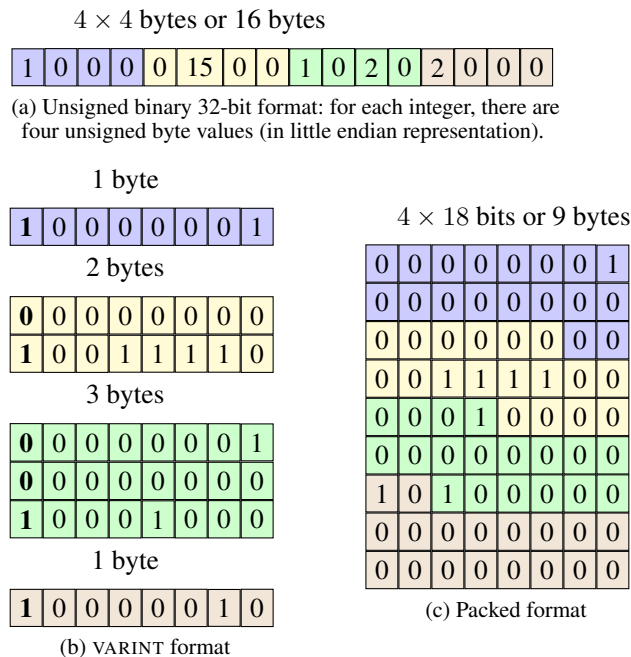 4 × 4 bytes or 16 bytes
1 0 0 0 0 15 0 0 1 0 2 0 2 0 0 0
(a) Unsigned binary 32-bit format: for each integer, there are
four unsigned byte values (in little endian representation).
1 byte
1 0 0 0 0 0 0 1
2 bytes
0 0 0 0 0 0 0 0
1 0 0 1 1 1 1 0
3 bytes
0 0 0 0 0 0 0 1
0 0 0 0 0 0 0 0
1 0 0 0 1 0 0 0
1 byte
1 0 0 0 0 0 1 0
(b) VARINT format
4 × 18 bits or 9 bytes
0 0 0 0 0 0 0 1
0 0 0 0 0 0 0 0
0 0 0 0 0 0 0 0
0 0 1 1 1 1 0 0
0 0 0 1 0 0 0 0
0 0 0 0 0 0 0 0
1 0 1 0 0 0 0 0
0 0 0 0 0 0 0 0
0 0 0 0 0 0 0 0
(c) Packed format